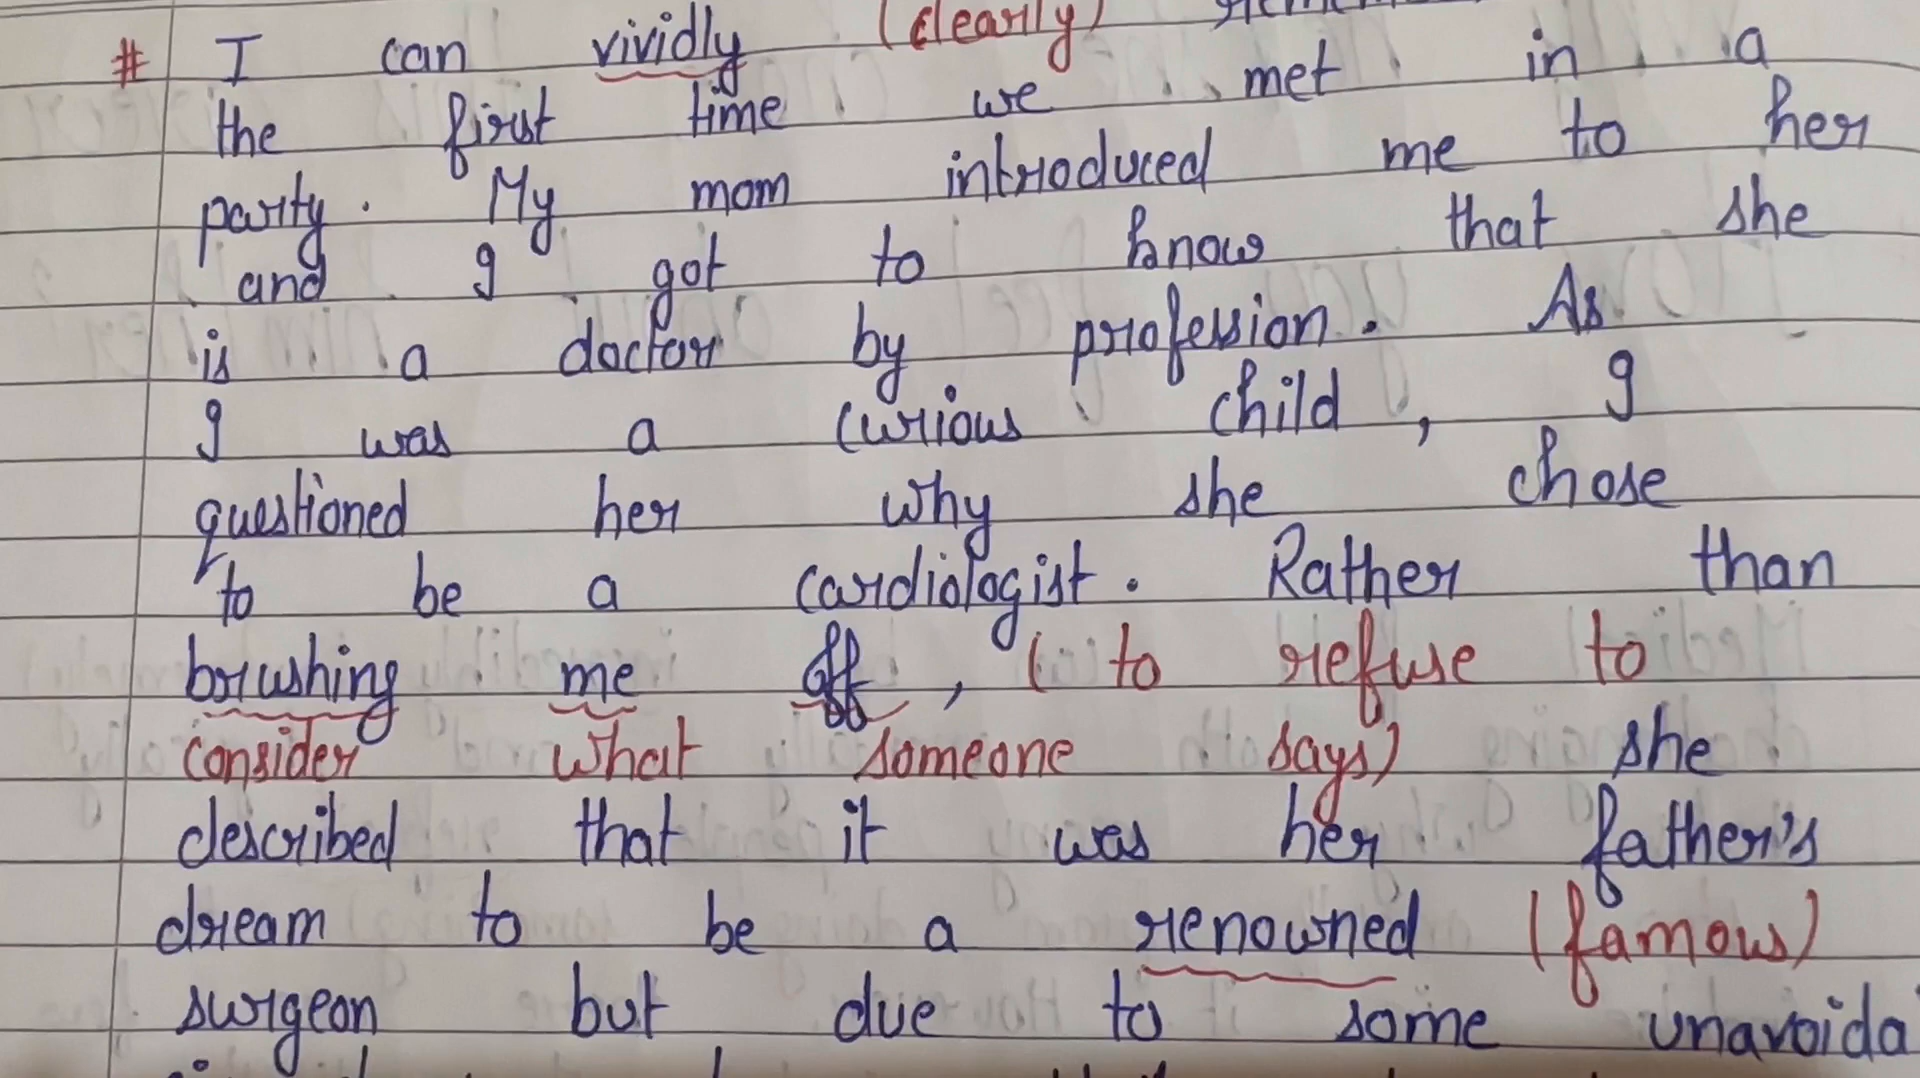 # I can vividly (clearly)
the first time we met in a
party. My mom introduced me to her
and I got to know that she
is a doctor by profession. As
I was a curious child, I
questioned her why she chose
to be a cardiologist. Rather than
brushing me off, (to refuse to
consider what someone says) she
described that it was her father's
dream to be a renowned (famous)
surgeon but due to some unavoida